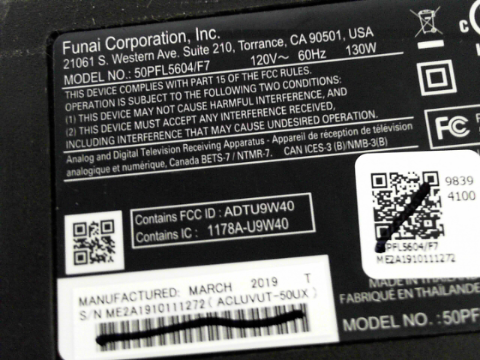 Funai Corporation, Inc.
21061 S. Western Ave. Suite 210, Torrance, CA 90501, USA
MODEL NO.: 50PFL5604/F7 120V~ 60Hz 130W
THIS DEVICE COMPLIES WITH PART 15 OF THE FCC RULES.
OPERATION IS SUBJECT TO THE FOLLOWING TWO CONDITIONS:
(1) THIS DEVICE MAY NOT CAUSE HARMFUL INTERFERENCE, AND
(2) THIS DEVICE MUST ACCEPT ANY INTERFERENCE RECEIVED,
INCLUDING INTERFERENCE THAT MAY CAUSE UNDESIRED OPERATION.
Analog and Digital Television Receiving Apparatus - Appareil de réception de télévision
analogique et numérique, Canada BETS-7 / NTMR-7. CAN ICES-3 (B)/NMB-3(B)
FC
Contains FCC ID : ADTU9W40
Contains IC : 1178A-U9W40
9839
4100
PFL5604/F7
ME2A1910111272
MANUFACTURED: MARCH 2019 T
S/N ME2A1910111272 (ACLUVUT-50UX)
MADE IN THAILAND
FABRIQUÉ EN THAÏLANDE
MODEL NO.: 50PF